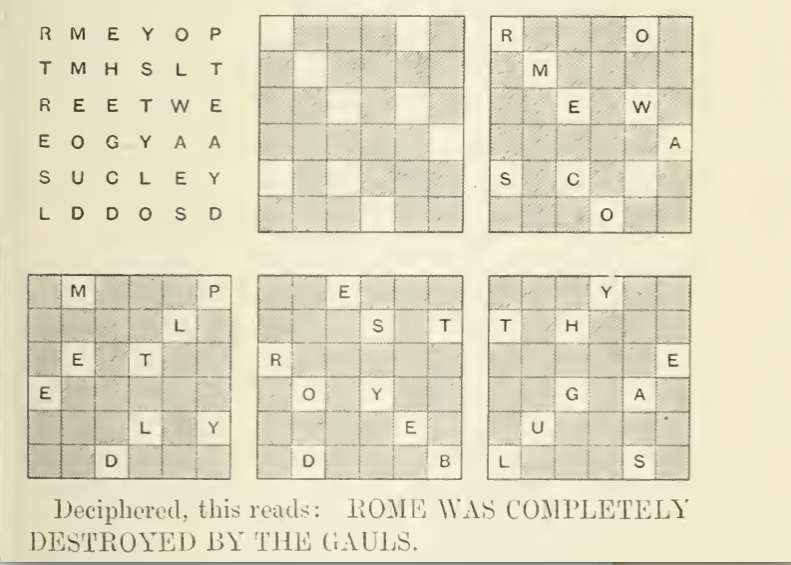 R M E Y O P
T M H S L T
R E E T W E
E O G Y A A
S U C L E Y
L D D O S D
R O
M
E W
A
S C
O
M P
L
E T
E
L Y
D
E
S T
R
O Y
E
D B
Y
T H
E
G A
U
L S
Deciphered, this reads: ROME WAS COMPLETELY
DESTROYED BY THE GAULS.